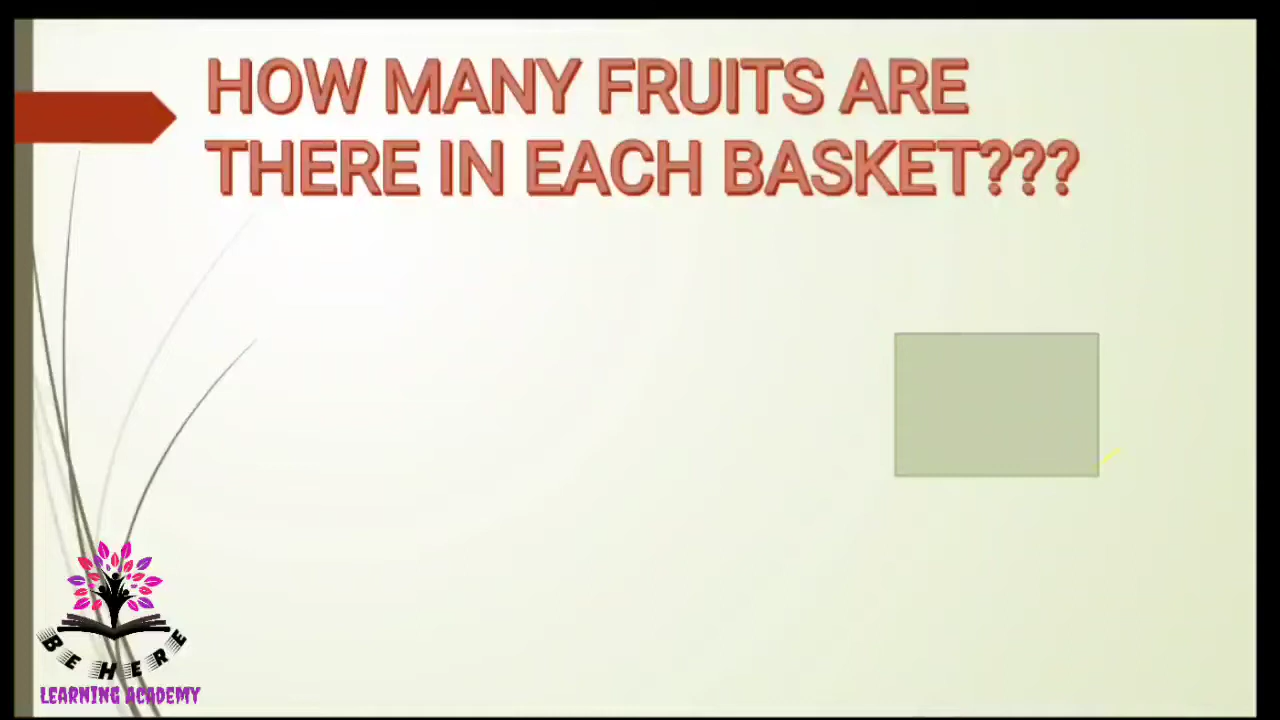 HOW MANY FRUITS ARE
THERE IN EACH BASKET???
BE HERE
LEARNING ACADEMY